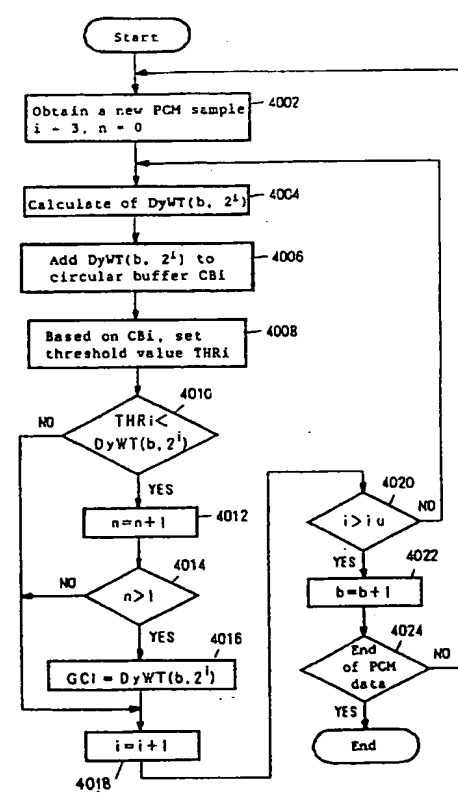 Start
Obtain a new PCM sample
i - 3, n = 0
4002
Calculate of DyWT(b, 2^i)
4004
Add DyWT(b, 2^i) to
circular buffer CBi
4006
Based on CBi, set
threshold value THRi
4008
4010
THRi<
DyWT(b, 2^i)
NO
YES
n=n+1
4012
4014
n>1
NO
YES
4016
GCi = DyWT(b, 2^i)
i=i+1
4018
4020
i>iu
NO
YES
4022
b=b+1
4024
End
of PCM
data
NO
YES
End